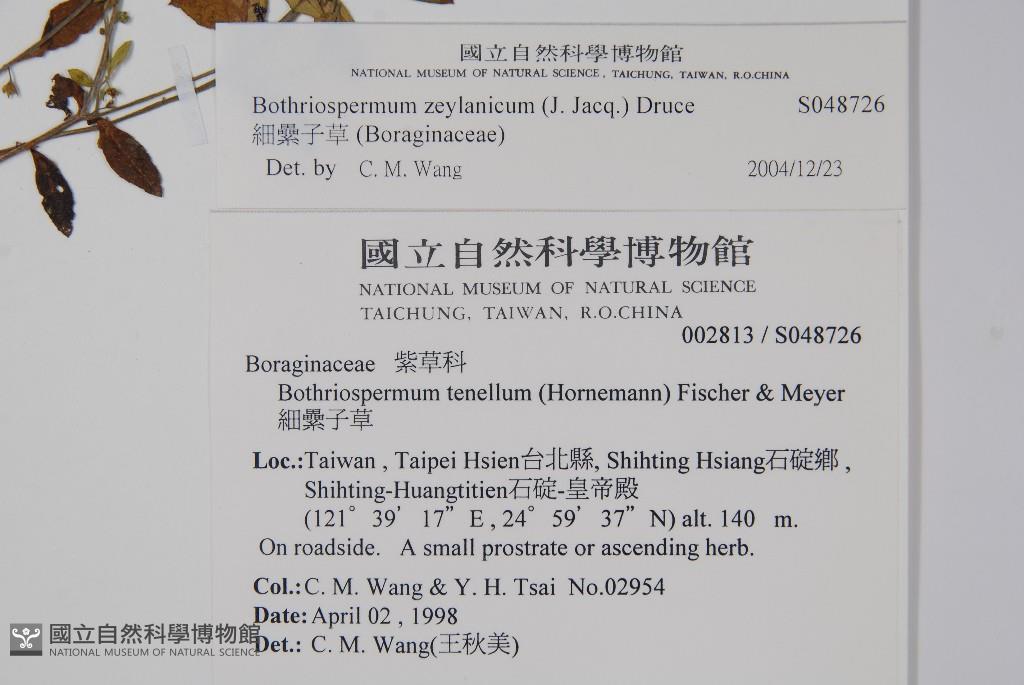 國立自然科學博物館
NATIONAL MUSEUM OF NATURAL SCIENCE, TAICHUNG, TAIWAN, R.O.CHINA
Bothriospermum zeylanicum (J. Jacq.) Druce S048726
細纍子草 (Boraginaceae)
Det. by C. M. Wang 2004/12/23
國立自然科學博物館
NATIONAL MUSEUM OF NATURAL SCIENCE
TAICHUNG, TAIWAN, R.O.CHINA
002813 / S048726
Boraginaceae 紫草科
Bothriospermum tenellum (Hornemann) Fischer & Meyer
細纍子草
Loc.:Taiwan , Taipei Hsien台北縣, Shihting Hsiang石碇鄉 ,
Shihting-Huangtitien石碇-皇帝殿
(121° 39’ 17” E , 24° 59’ 37” N) alt. 140 m.
On roadside. A small prostrate or ascending herb.
Col.:C. M. Wang & Y. H. Tsai No.02954
Date: April 02 , 1998
Det.: C. M. Wang(王秋美)
國立自然科學博物館
NATIONAL MUSEUM OF NATURAL SCIENCE